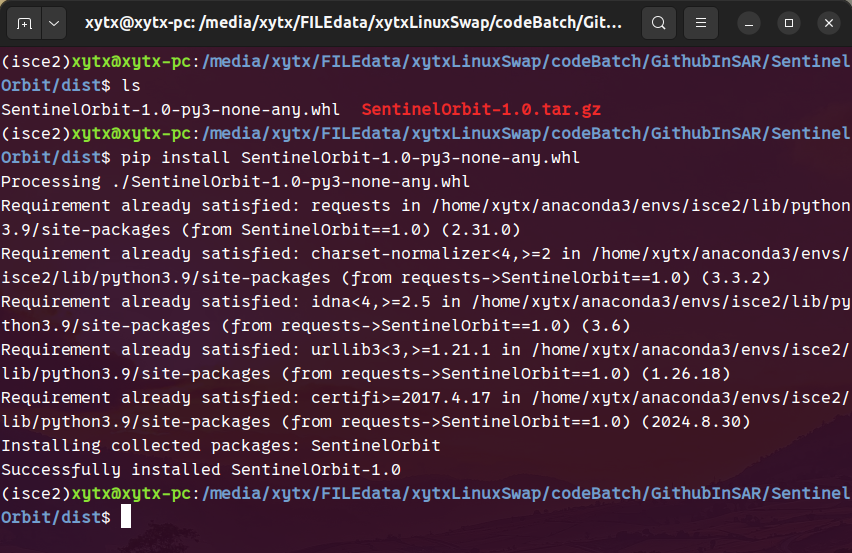 xytx@xytx-pc: /media/xytx/FILEdata/xytxLinuxSwap/codeBatch/Git...
(isce2)xytx@xytx-pc:/media/xytx/FILEdata/xytxLinuxSwap/codeBatch/GithubInSAR/Sentinel
Orbit/dist$ ls
SentinelOrbit-1.0-py3-none-any.whl  SentinelOrbit-1.0.tar.gz
(isce2)xytx@xytx-pc:/media/xytx/FILEdata/xytxLinuxSwap/codeBatch/GithubInSAR/Sentinel
Orbit/dist$ pip install SentinelOrbit-1.0-py3-none-any.whl
Processing ./SentinelOrbit-1.0-py3-none-any.whl
Requirement already satisfied: requests in /home/xytx/anaconda3/envs/isce2/lib/python
3.9/site-packages (from SentinelOrbit==1.0) (2.31.0)
Requirement already satisfied: charset-normalizer<4,>=2 in /home/xytx/anaconda3/envs/
isce2/lib/python3.9/site-packages (from requests->SentinelOrbit==1.0) (3.3.2)
Requirement already satisfied: idna<4,>=2.5 in /home/xytx/anaconda3/envs/isce2/lib/py
thon3.9/site-packages (from requests->SentinelOrbit==1.0) (3.6)
Requirement already satisfied: urllib3<3,>=1.21.1 in /home/xytx/anaconda3/envs/isce2/
lib/python3.9/site-packages (from requests->SentinelOrbit==1.0) (1.26.18)
Requirement already satisfied: certifi>=2017.4.17 in /home/xytx/anaconda3/envs/isce2/
lib/python3.9/site-packages (from requests->SentinelOrbit==1.0) (2024.8.30)
Installing collected packages: SentinelOrbit
Successfully installed SentinelOrbit-1.0
(isce2)xytx@xytx-pc:/media/xytx/FILEdata/xytxLinuxSwap/codeBatch/GithubInSAR/Sentinel
Orbit/dist$